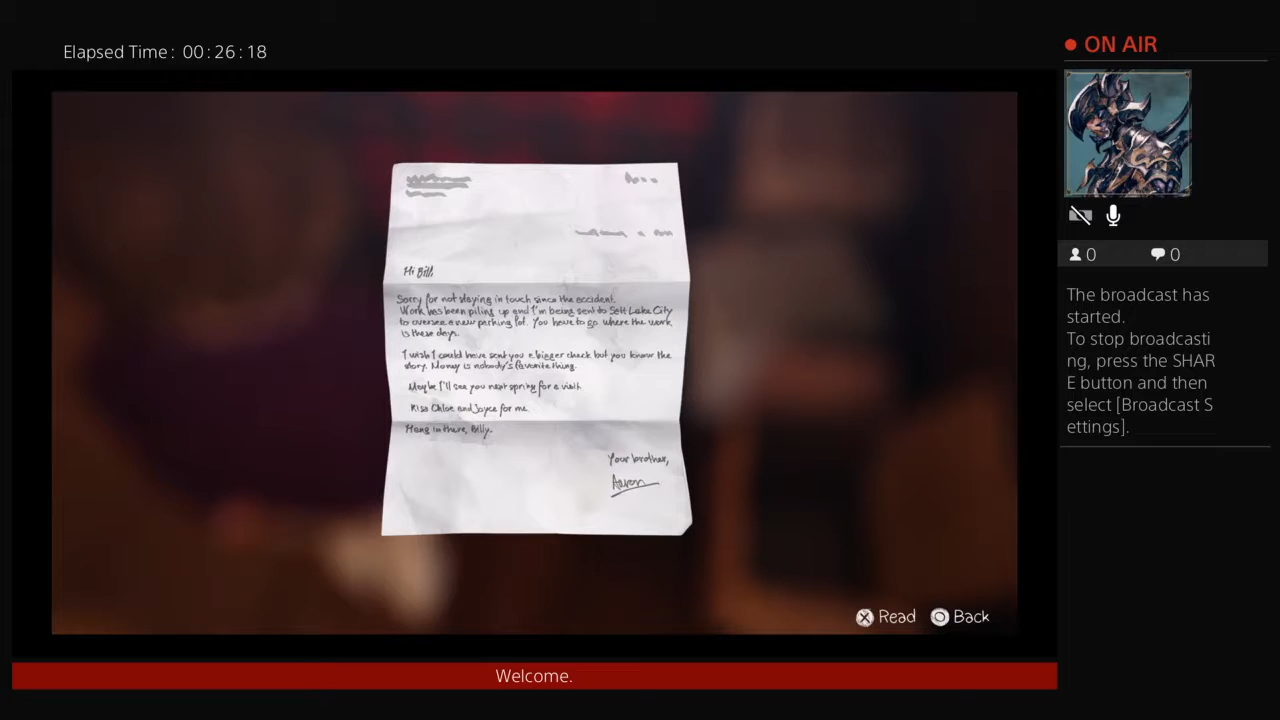 Elapsed Time: 00:26:18
ON AIR
0
0
The broadcast has
started.
To stop broadcasti
ng, press the SHAR
E button and then
select [Broadcast S
ettings].
Hi Bill,
Sorry for not staying in touch since the accident.
Work has been piling up and I'm being sent to Salt Lake City
to oversee a new parking lot. You have to go where the work
is these days.
I wish I could have sent you a bigger check but you know the
story. Money is nobody's favorite thing.
Maybe I'll see you next spring for a visit.
Kiss Chloe and Joyce for me.
Hang in there, Billy.
Your brother,
Aaron
Read
Back
Welcome.